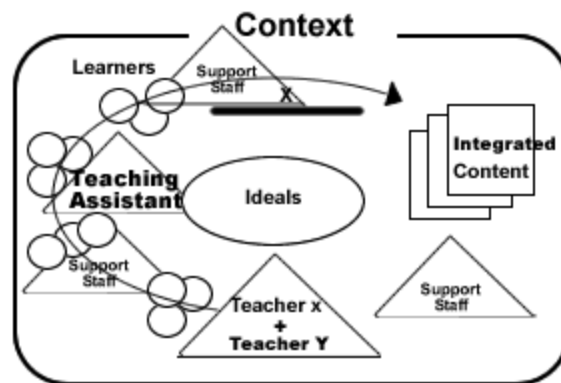 Context
Learners
Support
Staff
X
Integrated
Content
Teaching
Assistant
Ideals
Support
Staff
Teacher x
+
Teacher Y
Support
Staff